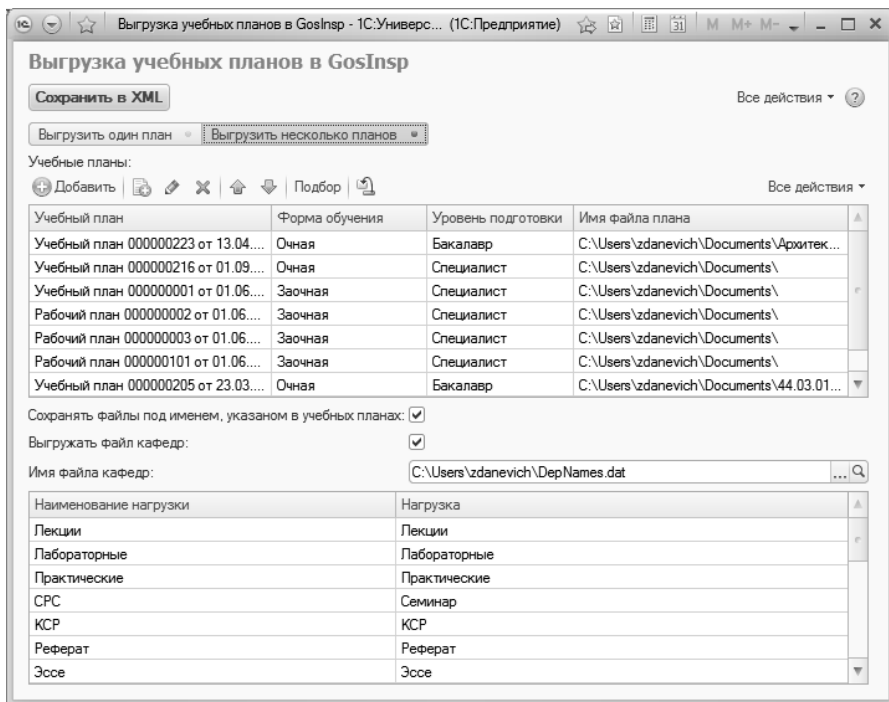 Выгрузка учебных планов в GosInsp - 1С:Универс... (1С:Предприятие) 31 M M+ M-
Выгрузка учебных планов в GosInsp
Сохранить в XML Все действия ?
Выгрузить один план Выгрузить несколько планов
Учебные планы:
Добавить Подбор Все действия
Учебный план Форма обучения Уровень подготовки Имя файла плана
Учебный план 000000223 от 13.04.... Очная Бакалавр C:\Users\zdanevich\Documents\Архитек...
Учебный план 000000216 от 01.09.... Очная Специалист C:\Users\zdanevich\Documents\
Учебный план 000000001 от 01.06.... Заочная Специалист C:\Users\zdanevich\Documents\
Рабочий план 000000002 от 01.06.... Заочная Специалист C:\Users\zdanevich\Documents\
Рабочий план 000000003 от 01.06.... Заочная Специалист C:\Users\zdanevich\Documents\
Рабочий план 000000101 от 01.06.... Заочная Специалист C:\Users\zdanevich\Documents\
Учебный план 000000205 от 23.03.... Очная Бакалавр C:\Users\zdanevich\Documents\44.03.01...
Сохранять файлы под именем, указаном в учебных планах:
Выгружать файл кафедр:
Имя файла кафедр: C:\Users\zdanevich\DepNames.dat ...
Наименование нагрузки Нагрузка
Лекции Лекции
Лабораторные Лабораторные
Практические Практические
СРС Семинар
КСР КСР
Реферат Реферат
Эссе Эссе